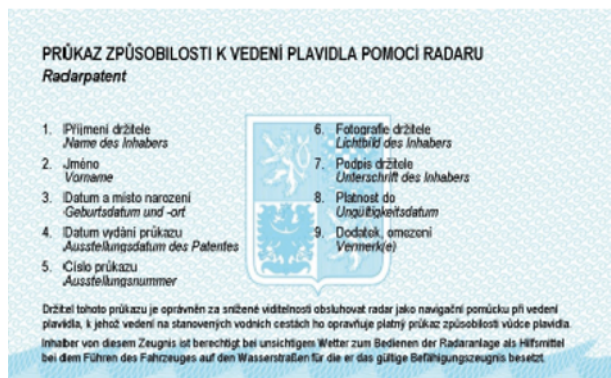 PRŮKAZ ZPŮSOBILOSTI K VEDENÍ PLAVIDLA POMOCÍ RADARU
Radarpatent
1. Příjmení držitele
Name des Inhabers
2. Jméno
Vorname
3. Datum a místo narození
Geburtsdatum und -ort
4. Datum vydání průkazu
Ausstellungsdatum des Patentes
5. Číslo průkazu
Ausstellungsnummer
6. Fotografie držitele
Lichtbild des Inhabers
7. Podpis držitele
Unterschrift des Inhabers
8. Platnost do
Ungültigkeitsdatum
9. Dodatek, omezení
Vermerk(e)
Držitel tohoto průkazu je oprávněn za snížené viditelnosti obsluhovat radar jako navigační pomůcku při vedení
plavidla, k jehož vedení na stanovených vodních cestách ho opravňuje platný průkaz způsobilosti vůdce plavidla.
Inhaber von diesem Zeugnis ist berechtigt bei unsichtigem Wetter zum Bedienen der Radaranlage als Hilfsmittel
bei dem Führen des Fahrzeuges auf den Wasserstraßen für die er das gültige Befähigungszeugnis besetzt.